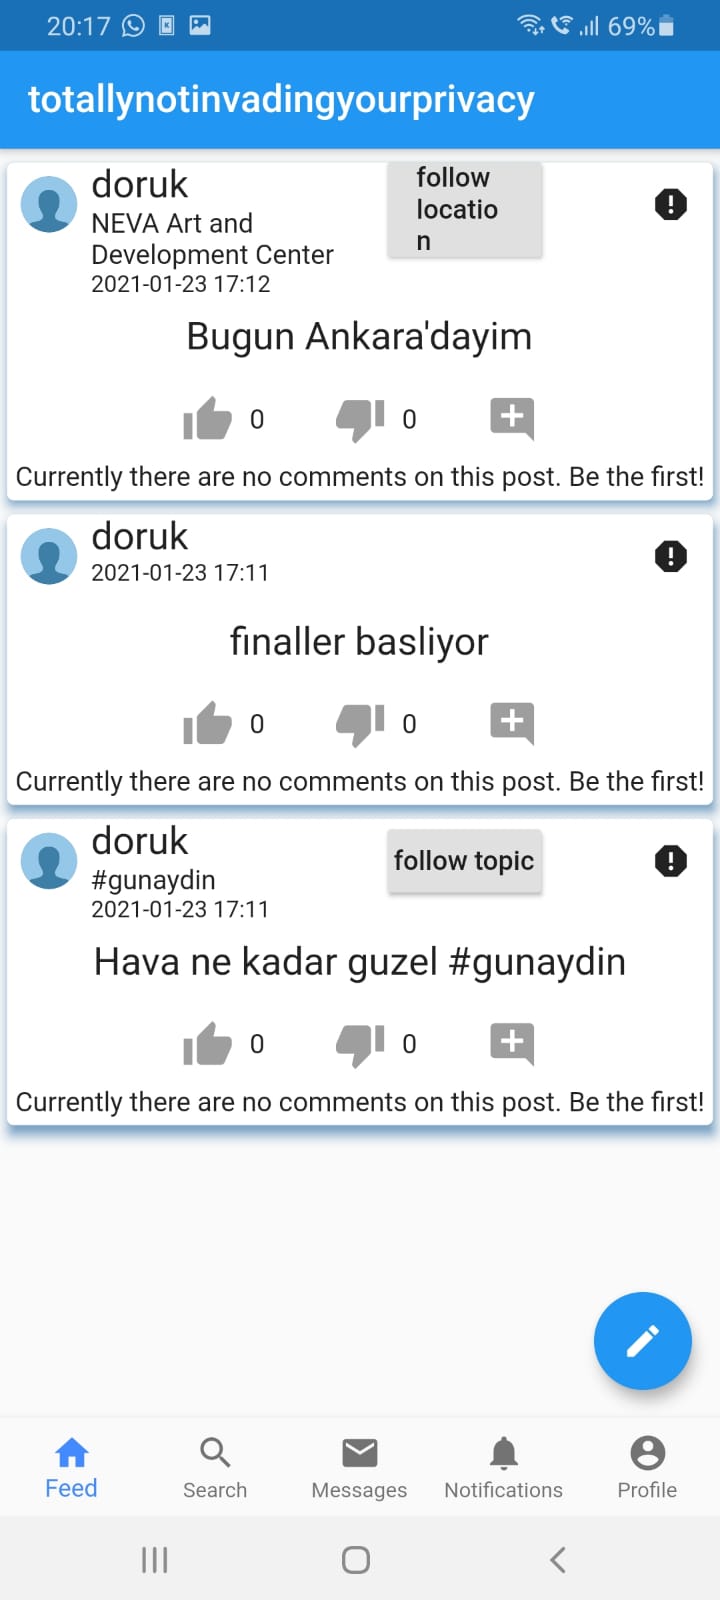 20:17 69%
totallynotinvadingyourprivacy
doruk
NEVA Art and
Development Center
2021-01-23 17:12
follow
locatio
n
Bugun Ankara'dayim
0 0
Currently there are no comments on this post. Be the first!
doruk
2021-01-23 17:11
finaller basliyor
0 0
Currently there are no comments on this post. Be the first!
doruk
#gunaydin
2021-01-23 17:11
follow topic
Hava ne kadar guzel #gunaydin
0 0
Currently there are no comments on this post. Be the first!
Feed Search Messages Notifications Profile